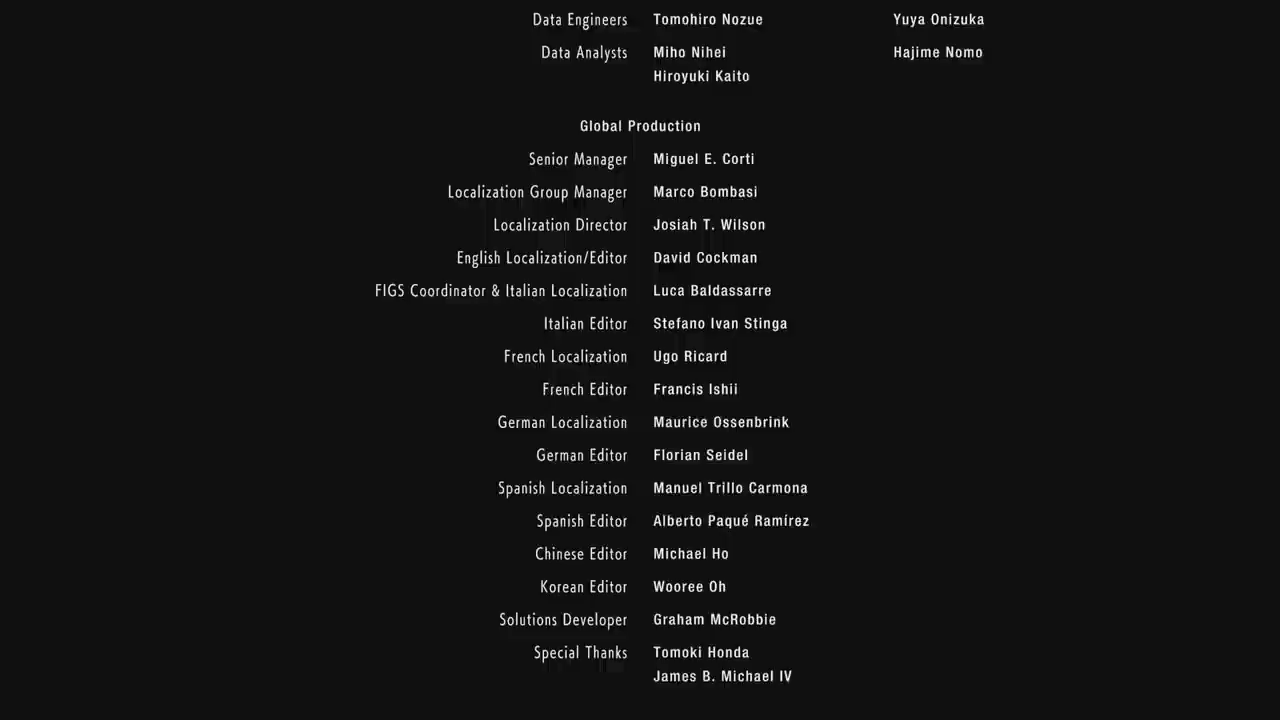 Data Engineers Tomohiro Nozue Yuya Onizuka
Data Analysts Miho Nihei Hajime Nomo
Hiroyuki Kaito
Global Production
Senior Manager Miguel E. Corti
Localization Group Manager Marco Bombasi
Localization Director Josiah T. Wilson
English Localization/Editor David Cockman
FIGS Coordinator & Italian Localization Luca Baldassarre
Italian Editor Stefano Ivan Stinga
French Localization Ugo Ricard
French Editor Francis Ishii
German Localization Maurice Ossenbrink
German Editor Florian Seidel
Spanish Localization Manuel Trillo Carmona
Spanish Editor Alberto Paqué Ramírez
Chinese Editor Michael Ho
Korean Editor Wooree Oh
Solutions Developer Graham McRobbie
Special Thanks Tomoki Honda
James B. Michael IV